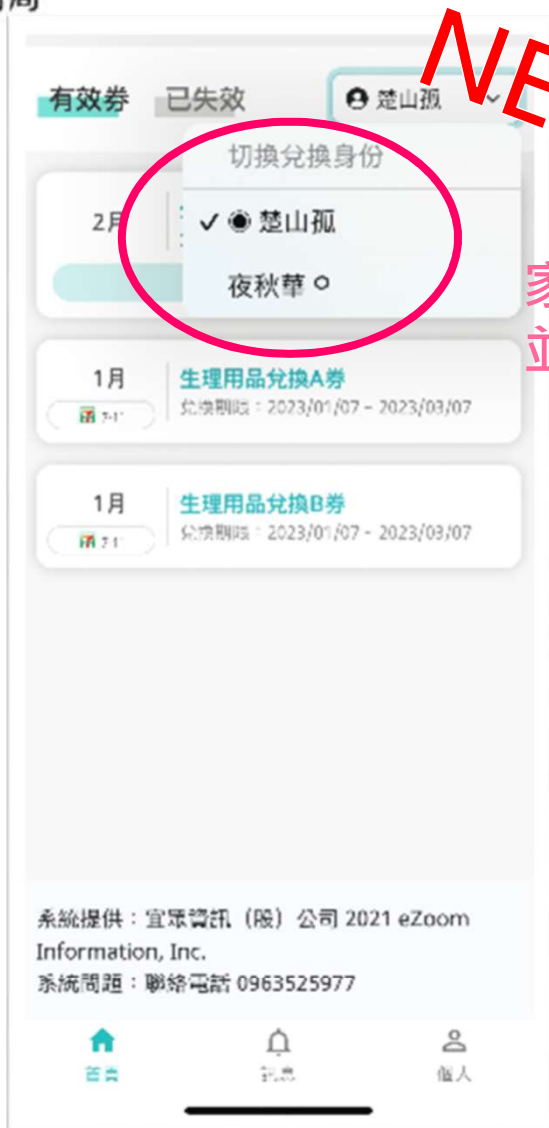 有效券 已失效 楚山孤
NE
切換兌換身份
2月 ✓ 楚山孤
夜秋華
家
並
1月 生理用品兌換A券
兌換期限：2023/01/07 - 2023/03/07
1月 生理用品兌換B券
兌換期限：2023/01/07 - 2023/03/07
系統提供：宜眾資訊（股）公司 2021 eZoom
Information, Inc.
系統問題：聯絡電話 0963525977
首頁 訊息 個人